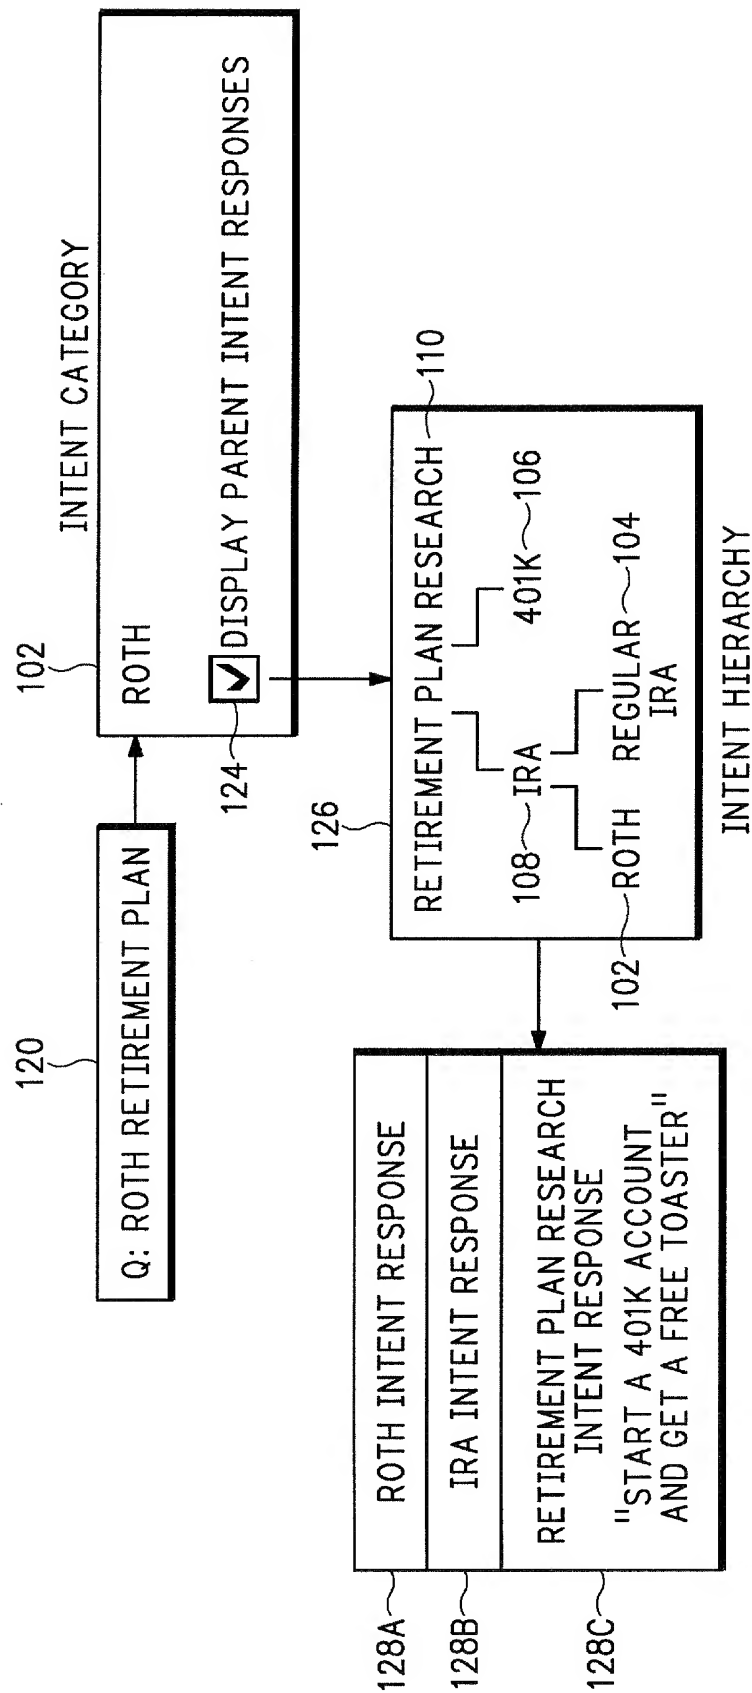 120
Q: ROTH RETIREMENT PLAN
INTENT CATEGORY
102
ROTH
DISPLAY PARENT INTENT RESPONSES
124
126
RETIREMENT PLAN RESEARCH 110
108 IRA 401K 106
102 ROTH REGULAR 104
IRA
INTENT HIERARCHY
128A ROTH INTENT RESPONSE
128B IRA INTENT RESPONSE
RETIREMENT PLAN RESEARCH
INTENT RESPONSE
128C
"START A 401K ACCOUNT
AND GET A FREE TOASTER"